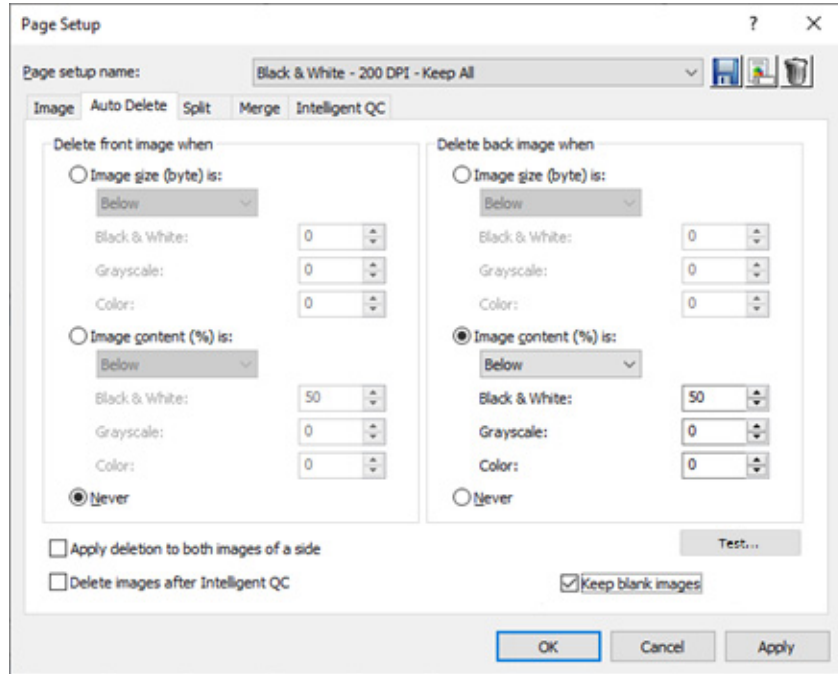 Page Setup
Page setup name: Black & White - 200 DPI - Keep All
Image Auto Delete Split Merge Intelligent QC
Delete front image when
Image size (byte) is:
Below
Black & White: 0
Grayscale: 0
Color: 0
Image content (%) is:
Below
Black & White: 50
Grayscale: 0
Color: 0
Never
Delete back image when
Image size (byte) is:
Below
Black & White: 0
Grayscale: 0
Color: 0
Image content (%) is:
Below
Black & White: 50
Grayscale: 0
Color: 0
Never
Apply deletion to both images of a side
Test...
Delete images after Intelligent QC
Keep blank images
OK Cancel Apply